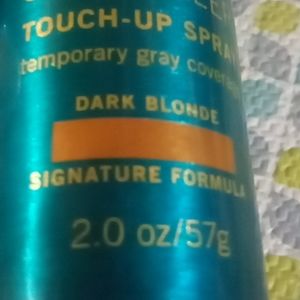 TOUCH-UP SPRAY
temporary gray coverage
DARK BLONDE
SIGNATURE FORMULA
2.0 oz/57g